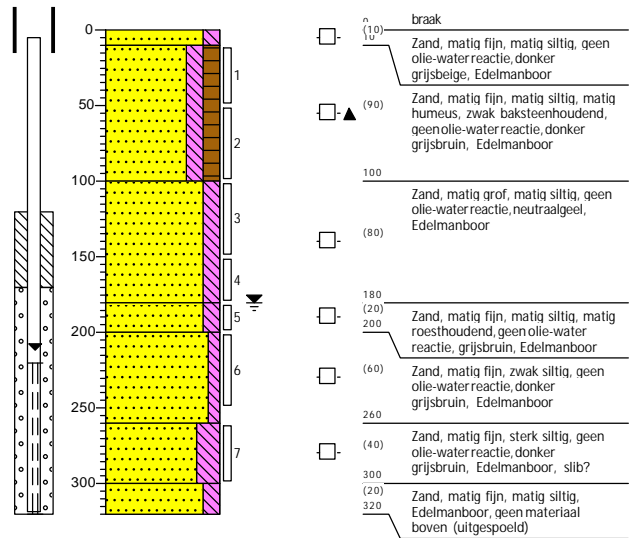 0
50
100
150
200
250
300
1
2
3
4
5
6
7
0
braak
(10)
10
Zand, matig fijn, matig siltig, geen
olie-water reactie, donker
grijsbeige, Edelmanboor
(90)
Zand, matig fijn, matig siltig, matig
humeus, zwak baksteenhoudend,
geen olie-water reactie, donker
grijsbruin, Edelmanboor
100
(80)
Zand, matig grof, matig siltig, geen
olie-water reactie, neutraalgeel,
Edelmanboor
180
(20)
200
Zand, matig fijn, matig siltig, matig
roesthoudend, geen olie-water
reactie, grijsbruin, Edelmanboor
(60)
Zand, matig fijn, zwak siltig, geen
olie-water reactie, donker
grijsbruin, Edelmanboor
260
(40)
Zand, matig fijn, sterk siltig, geen
olie-water reactie, donker
grijsbruin, Edelmanboor, slib?
300
(20)
320
Zand, matig fijn, matig siltig,
Edelmanboor, geen materiaal
boven (uitgespoeld)